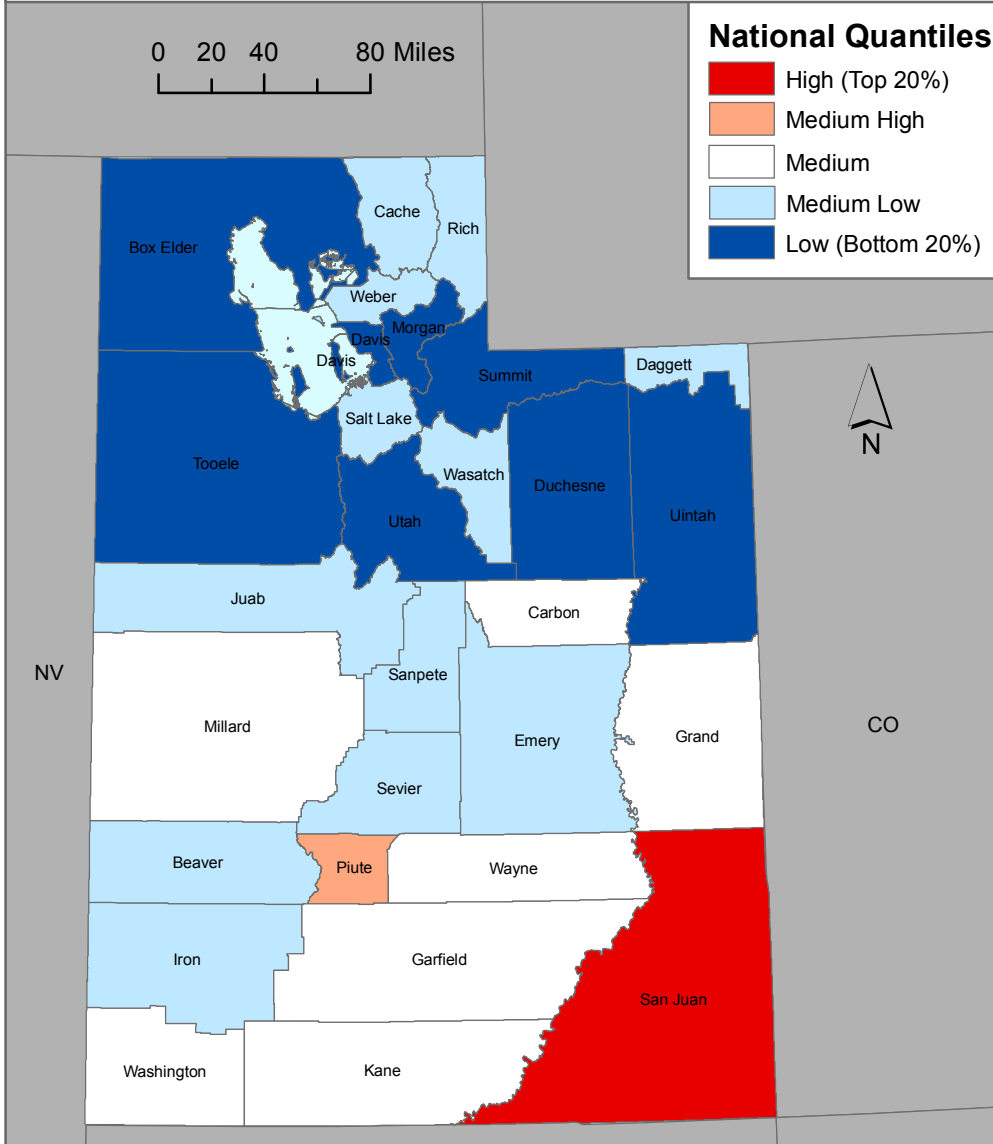 0 20 40 80 Miles
National Quantiles
High (Top 20%)
Medium High
Medium
Medium Low
Low (Bottom 20%)
Cache
Rich
Box Elder
Weber
Morgan
Davis
Davis
Summit
Daggett
Salt Lake
N
Tooele
Wasatch
Duchesne
Utah
Uintah
Juab
Carbon
NV
Sanpete
Millard
Emery
Grand
CO
Sevier
Beaver
Piute
Wayne
Iron
Garfield
San Juan
Washington
Kane